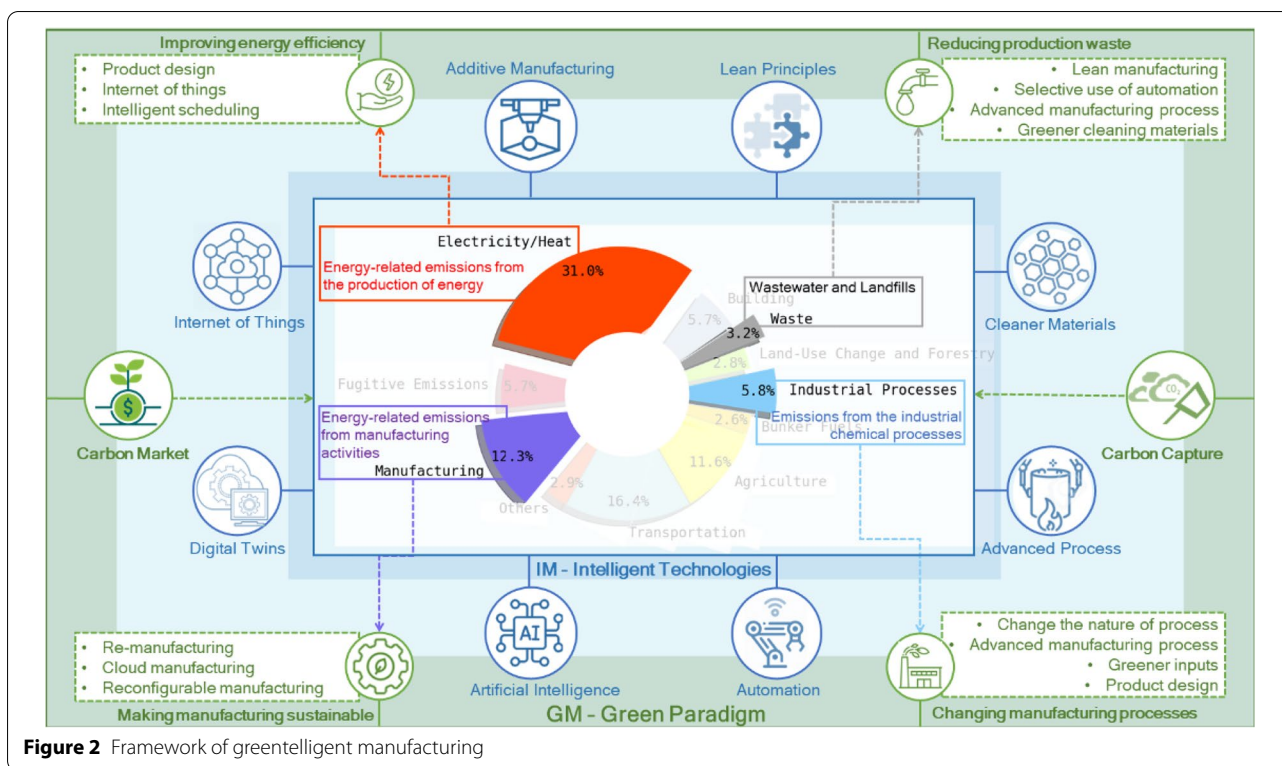 Improving energy efficiency
• Product design
• Internet of things
• Intelligent scheduling
Additive Manufacturing
Lean Principles
Reducing production waste
• Lean manufacturing
• Selective use of automation
• Advanced manufacturing process
• Greener cleaning materials
Internet of Things
Cleaner Materials
Electricity/Heat
Energy-related emissions from
the production of energy
31.0%
Building
5.7%
Wastewater and Landfills
Waste
3.2%
Land-Use Change and Forestry
2.8%
Industrial Processes
5.8%
Emissions from the industrial
chemical processes
Bunker Fuels
2.6%
Agriculture
11.6%
Transportation
16.4%
Others
2.9%
Energy-related emissions
from manufacturing
activities
Manufacturing
12.3%
Fugitive Emissions
5.7%
Carbon Market
CO2
Carbon Capture
Digital Twins
Advanced Process
IM - Intelligent Technologies
AI
Artificial Intelligence
Automation
• Re-manufacturing
• Cloud manufacturing
• Reconfigurable manufacturing
Making manufacturing sustainable
GM - Green Paradigm
• Change the nature of process
• Advanced manufacturing process
• Greener inputs
• Product design
Changing manufacturing processes
Figure 2 Framework of greentelligent manufacturing